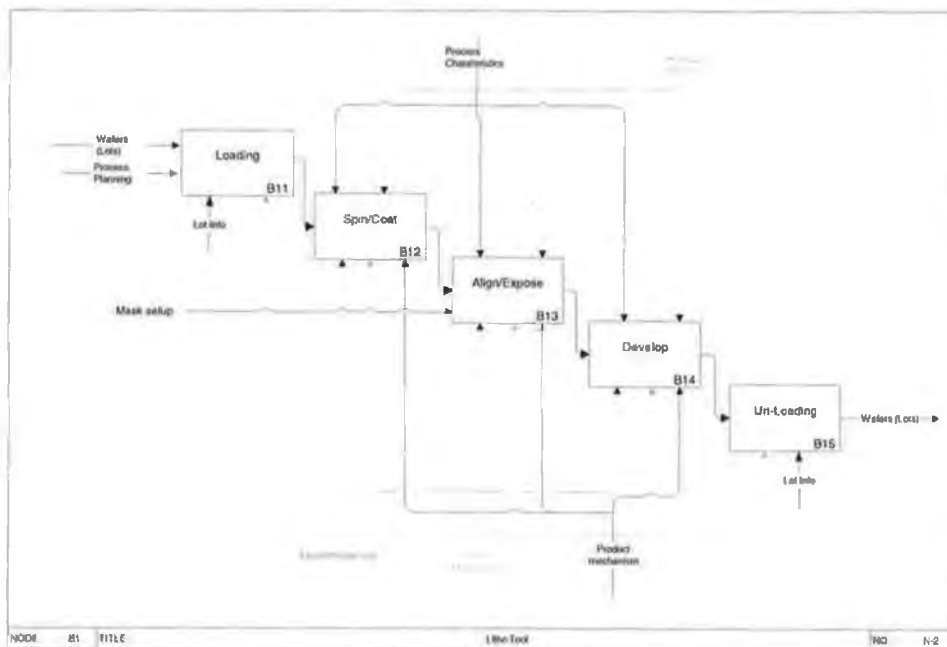 Process
Charateristics
Wafers
(Lots)
Process
Planning
Loading
B11
Lot Info
Spin/Coat
B12
Align/Expose
B13
Mask setup
Develop
B14
Un-Loading
B15
Wafers (Lots)
Lot Info
Product
mechanism
NODE B1 TITLE Litho Tool NO N-2